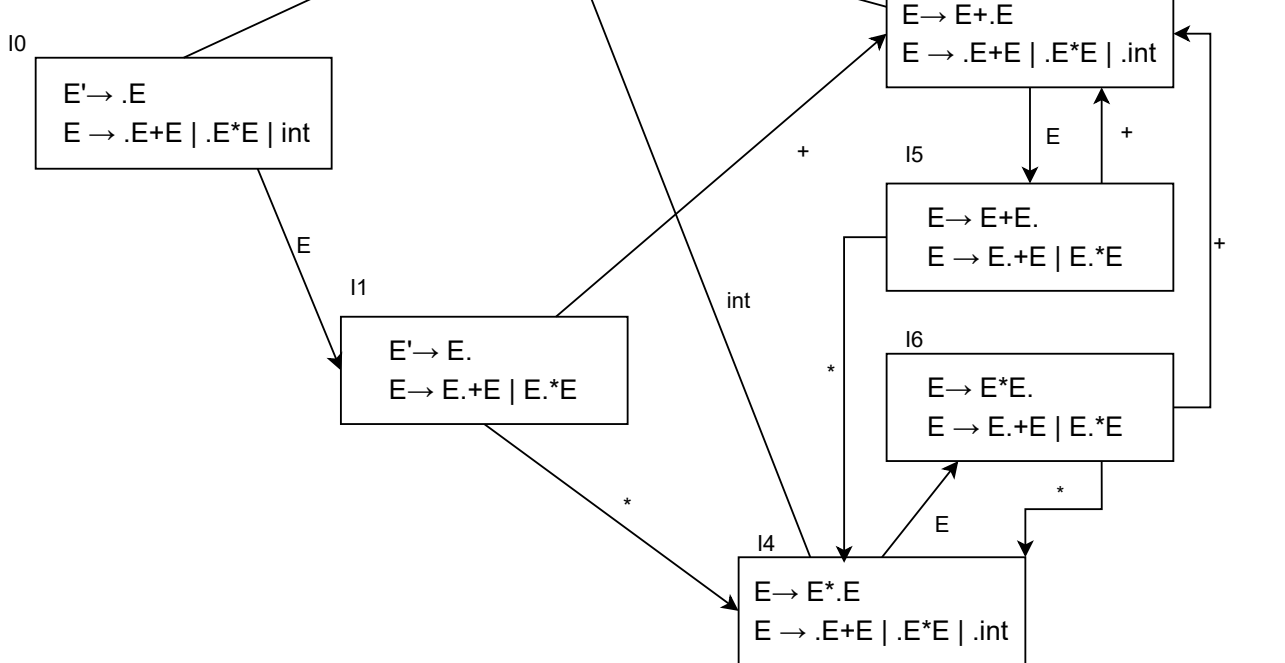 E→ E+.E
E → .E+E | .E*E | .int
I0
E'→ .E
E → .E+E | .E*E | int
E
+
+
I5
E
E→ E+E.
E → E.+E | E.*E
+
I1
int
E'→ E.
E→ E.+E | E.*E
I6
*
E→ E*E.
E → E.+E | E.*E
*
*
E
I4
E→ E*.E
E → .E+E | .E*E | .int